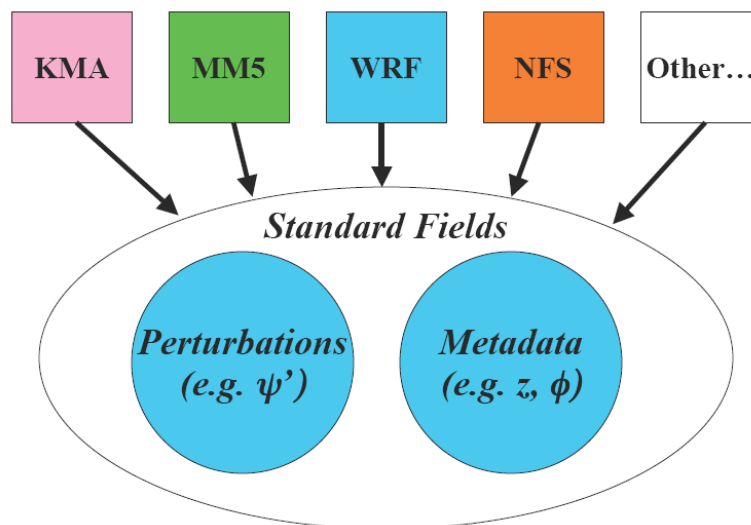 KMA
MM5
WRF
NFS
Other…
Standard Fields
Perturbations
(e.g. ψ’)
Metadata
(e.g. z, ϕ)